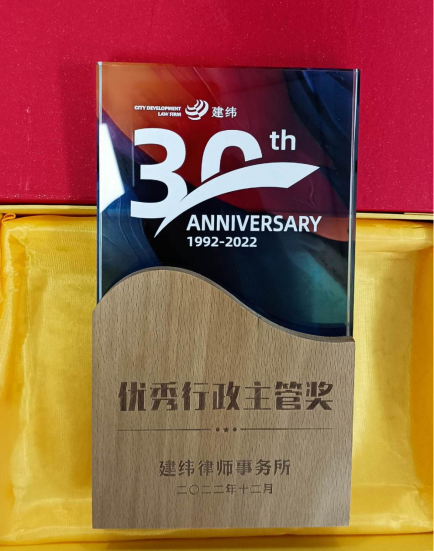 CITY DEVELOPMENT
LAW FIRM
建纬
30th
ANNIVERSARY
1992-2022
优秀行政主管奖
建纬律师事务所
二〇二二年十二月